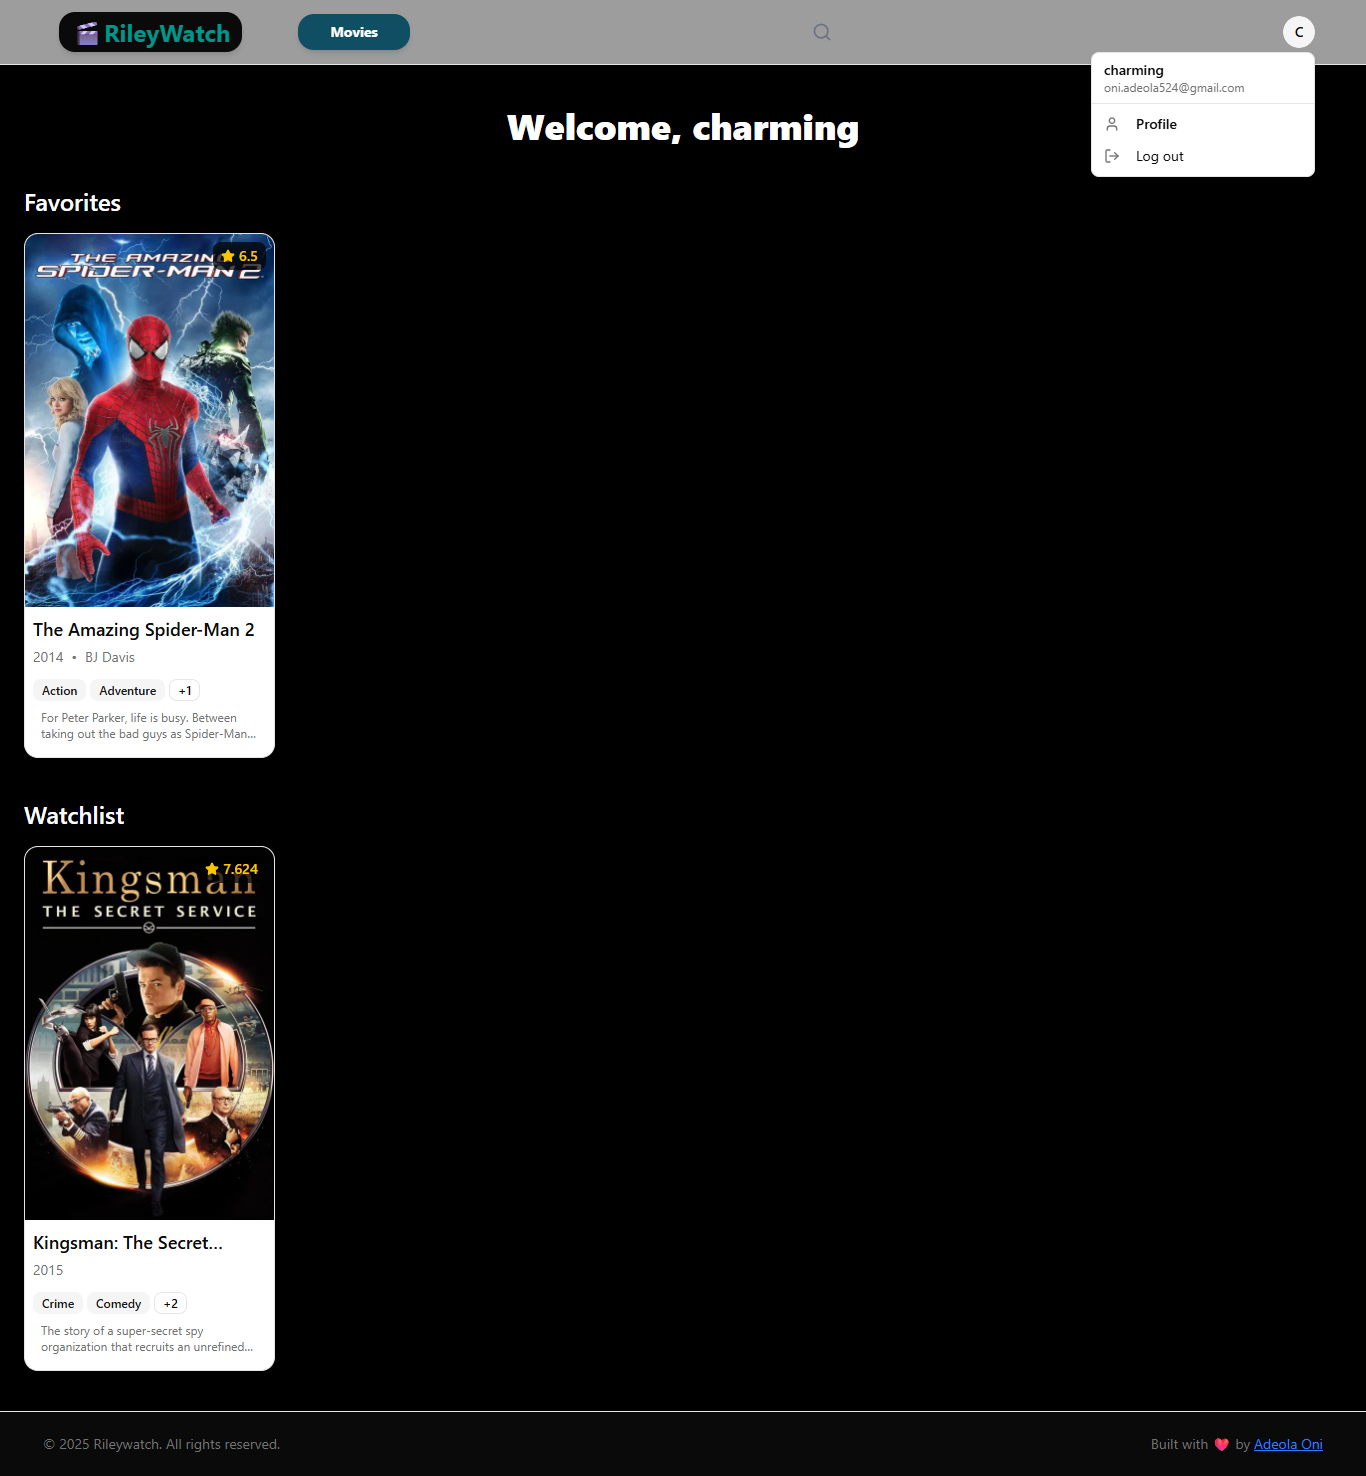 🎬 RileyWatch
Movies
C
charming
oni.adeola524@gmail.com
Profile
Log out
Welcome, charming
Favorites
THE AMAZING
SPIDER-MAN 2
6.5
The Amazing Spider-Man 2
2014 • BJ Davis
Action Adventure +1
For Peter Parker, life is busy. Between
taking out the bad guys as Spider-Man...
Watchlist
Kingsman
7.624
THE SECRET SERVICE
Kingsman: The Secret...
2015
Crime Comedy +2
The story of a super-secret spy
organization that recruits an unrefined...
© 2025 Rileywatch. All rights reserved.
Built with 💖 by Adeola Oni